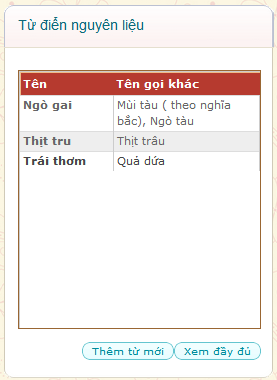 Từ điển nguyên liệu
Tên Tên gọi khác
Ngò gai Mùi tàu ( theo nghĩa
bắc), Ngò tàu
Thịt tru Thịt trâu
Trái thơm Quả dứa
Thêm từ mới Xem đầy đủ